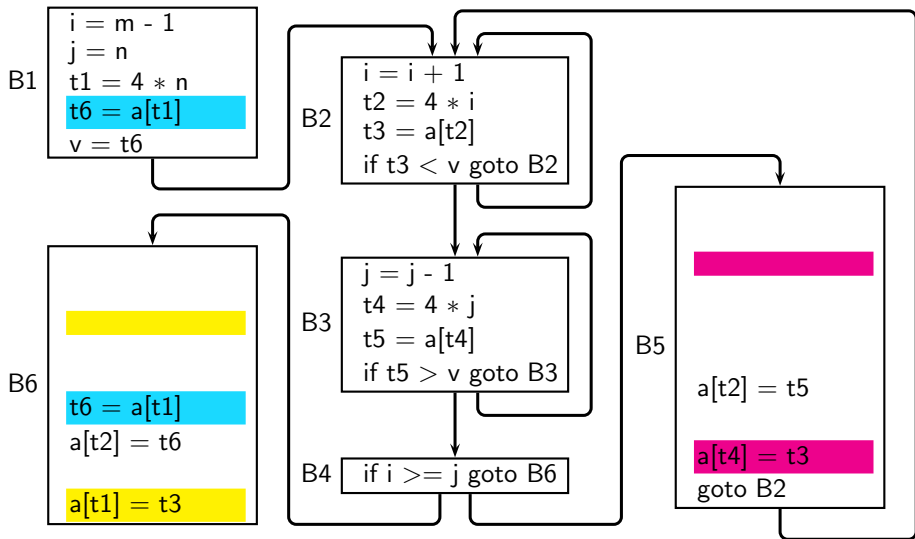 B1
i = m - 1
j = n
t1 = 4 * n
t6 = a[t1]
v = t6
B2
i = i + 1
t2 = 4 * i
t3 = a[t2]
if t3 < v goto B2
B3
j = j - 1
t4 = 4 * j
t5 = a[t4]
if t5 > v goto B3
B4
if i >= j goto B6
B5
a[t2] = t5
a[t4] = t3
goto B2
B6
t6 = a[t1]
a[t2] = t6
a[t1] = t3